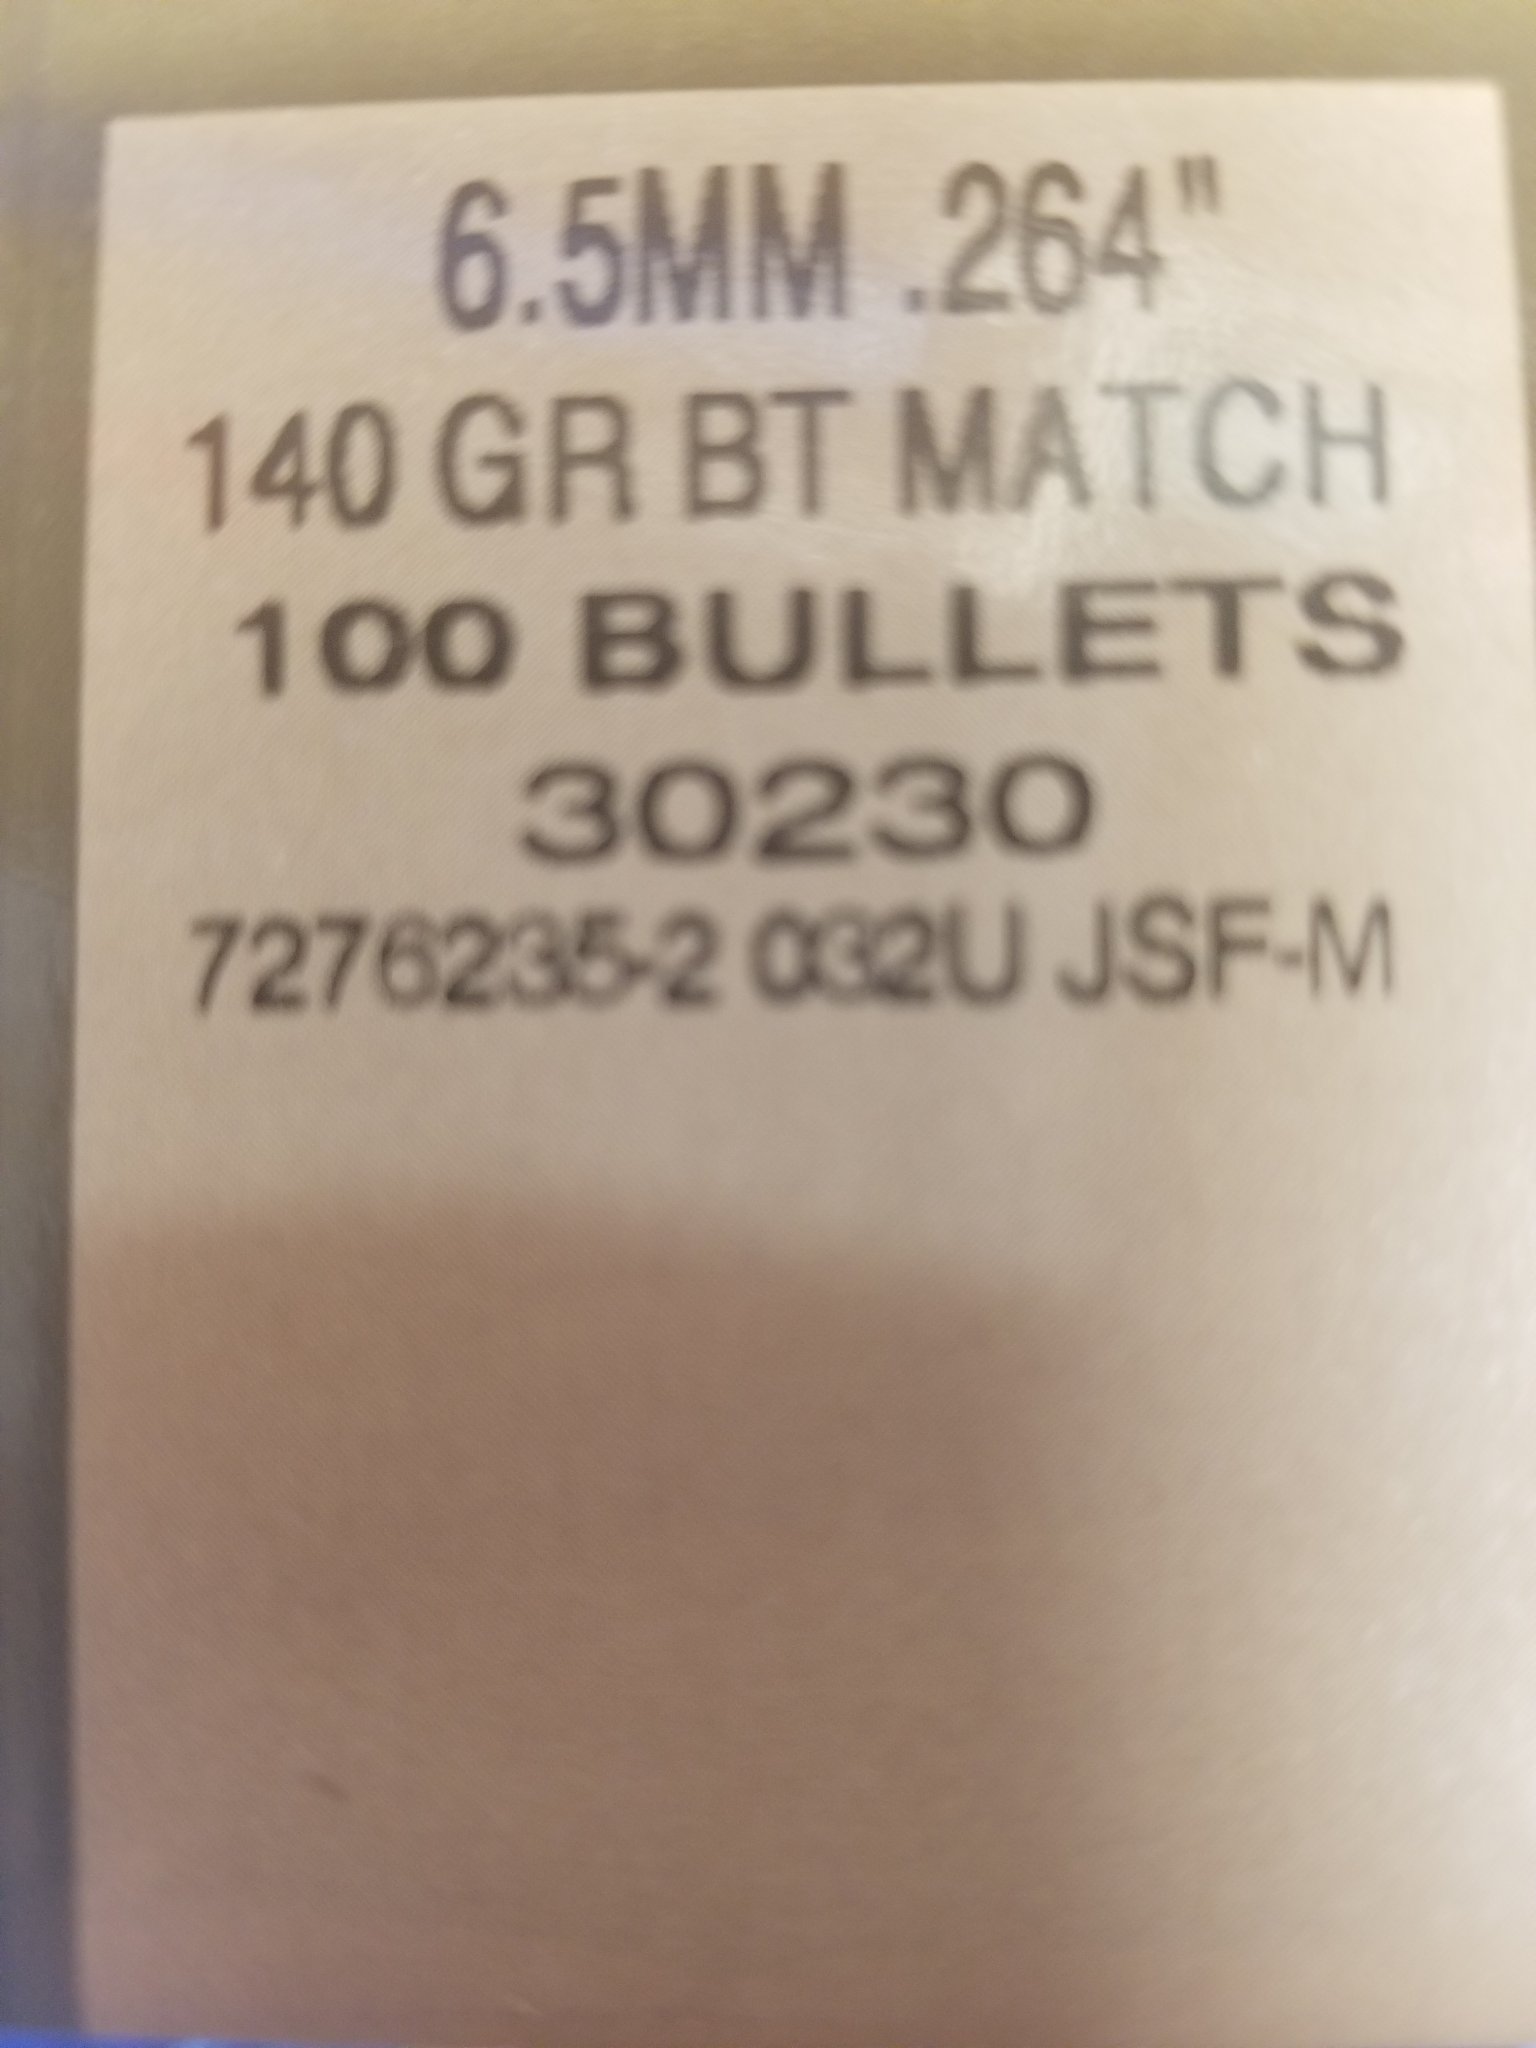 6.5MM .264"
140 GR BT MATCH
100 BULLETS
30230
7276235-2 032U JSF-M